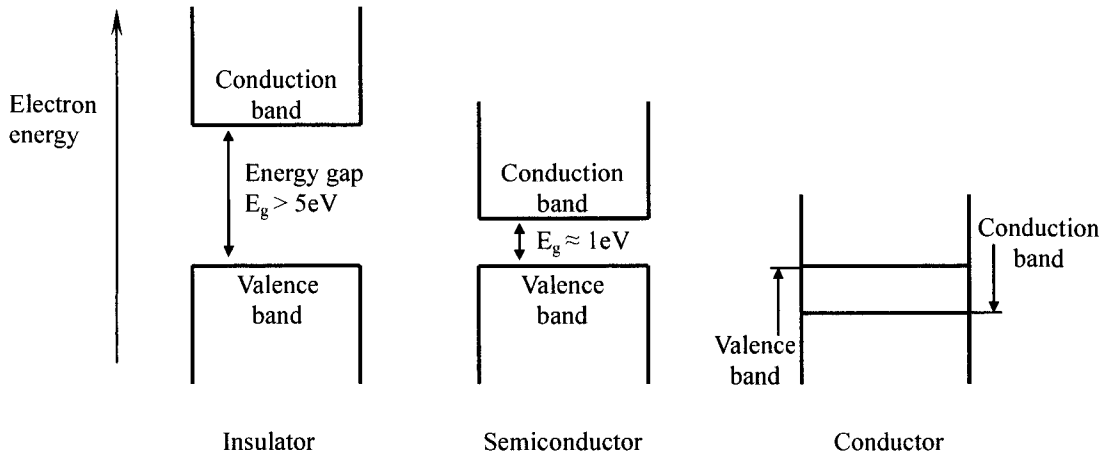 Electron
energy
Conduction
band
Energy gap
E_g > 5eV
Valence
band
Insulator
Conduction
band
E_g ≈ 1eV
Valence
band
Semiconductor
Conduction
band
Valence
band
Conductor